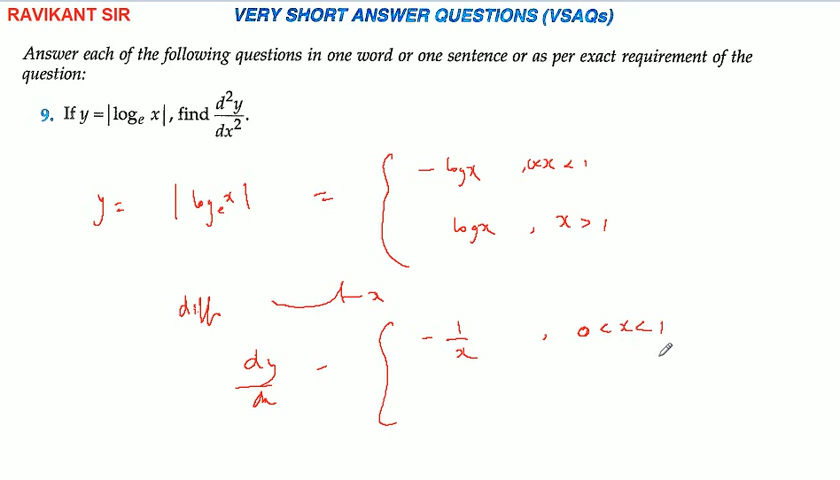 RAVIKANT SIR
VERY SHORT ANSWER QUESTIONS (VSAQs)
Answer each of the following questions in one word or one sentence or as per exact requirement of the
question:
9. If y = |logₑ x|, find d²y/dx².
y = |logₑx| = { - logx , 0<x < 1
logx , x > 1
diff x
dy/dx = { - 1/x , 0 < x < 1